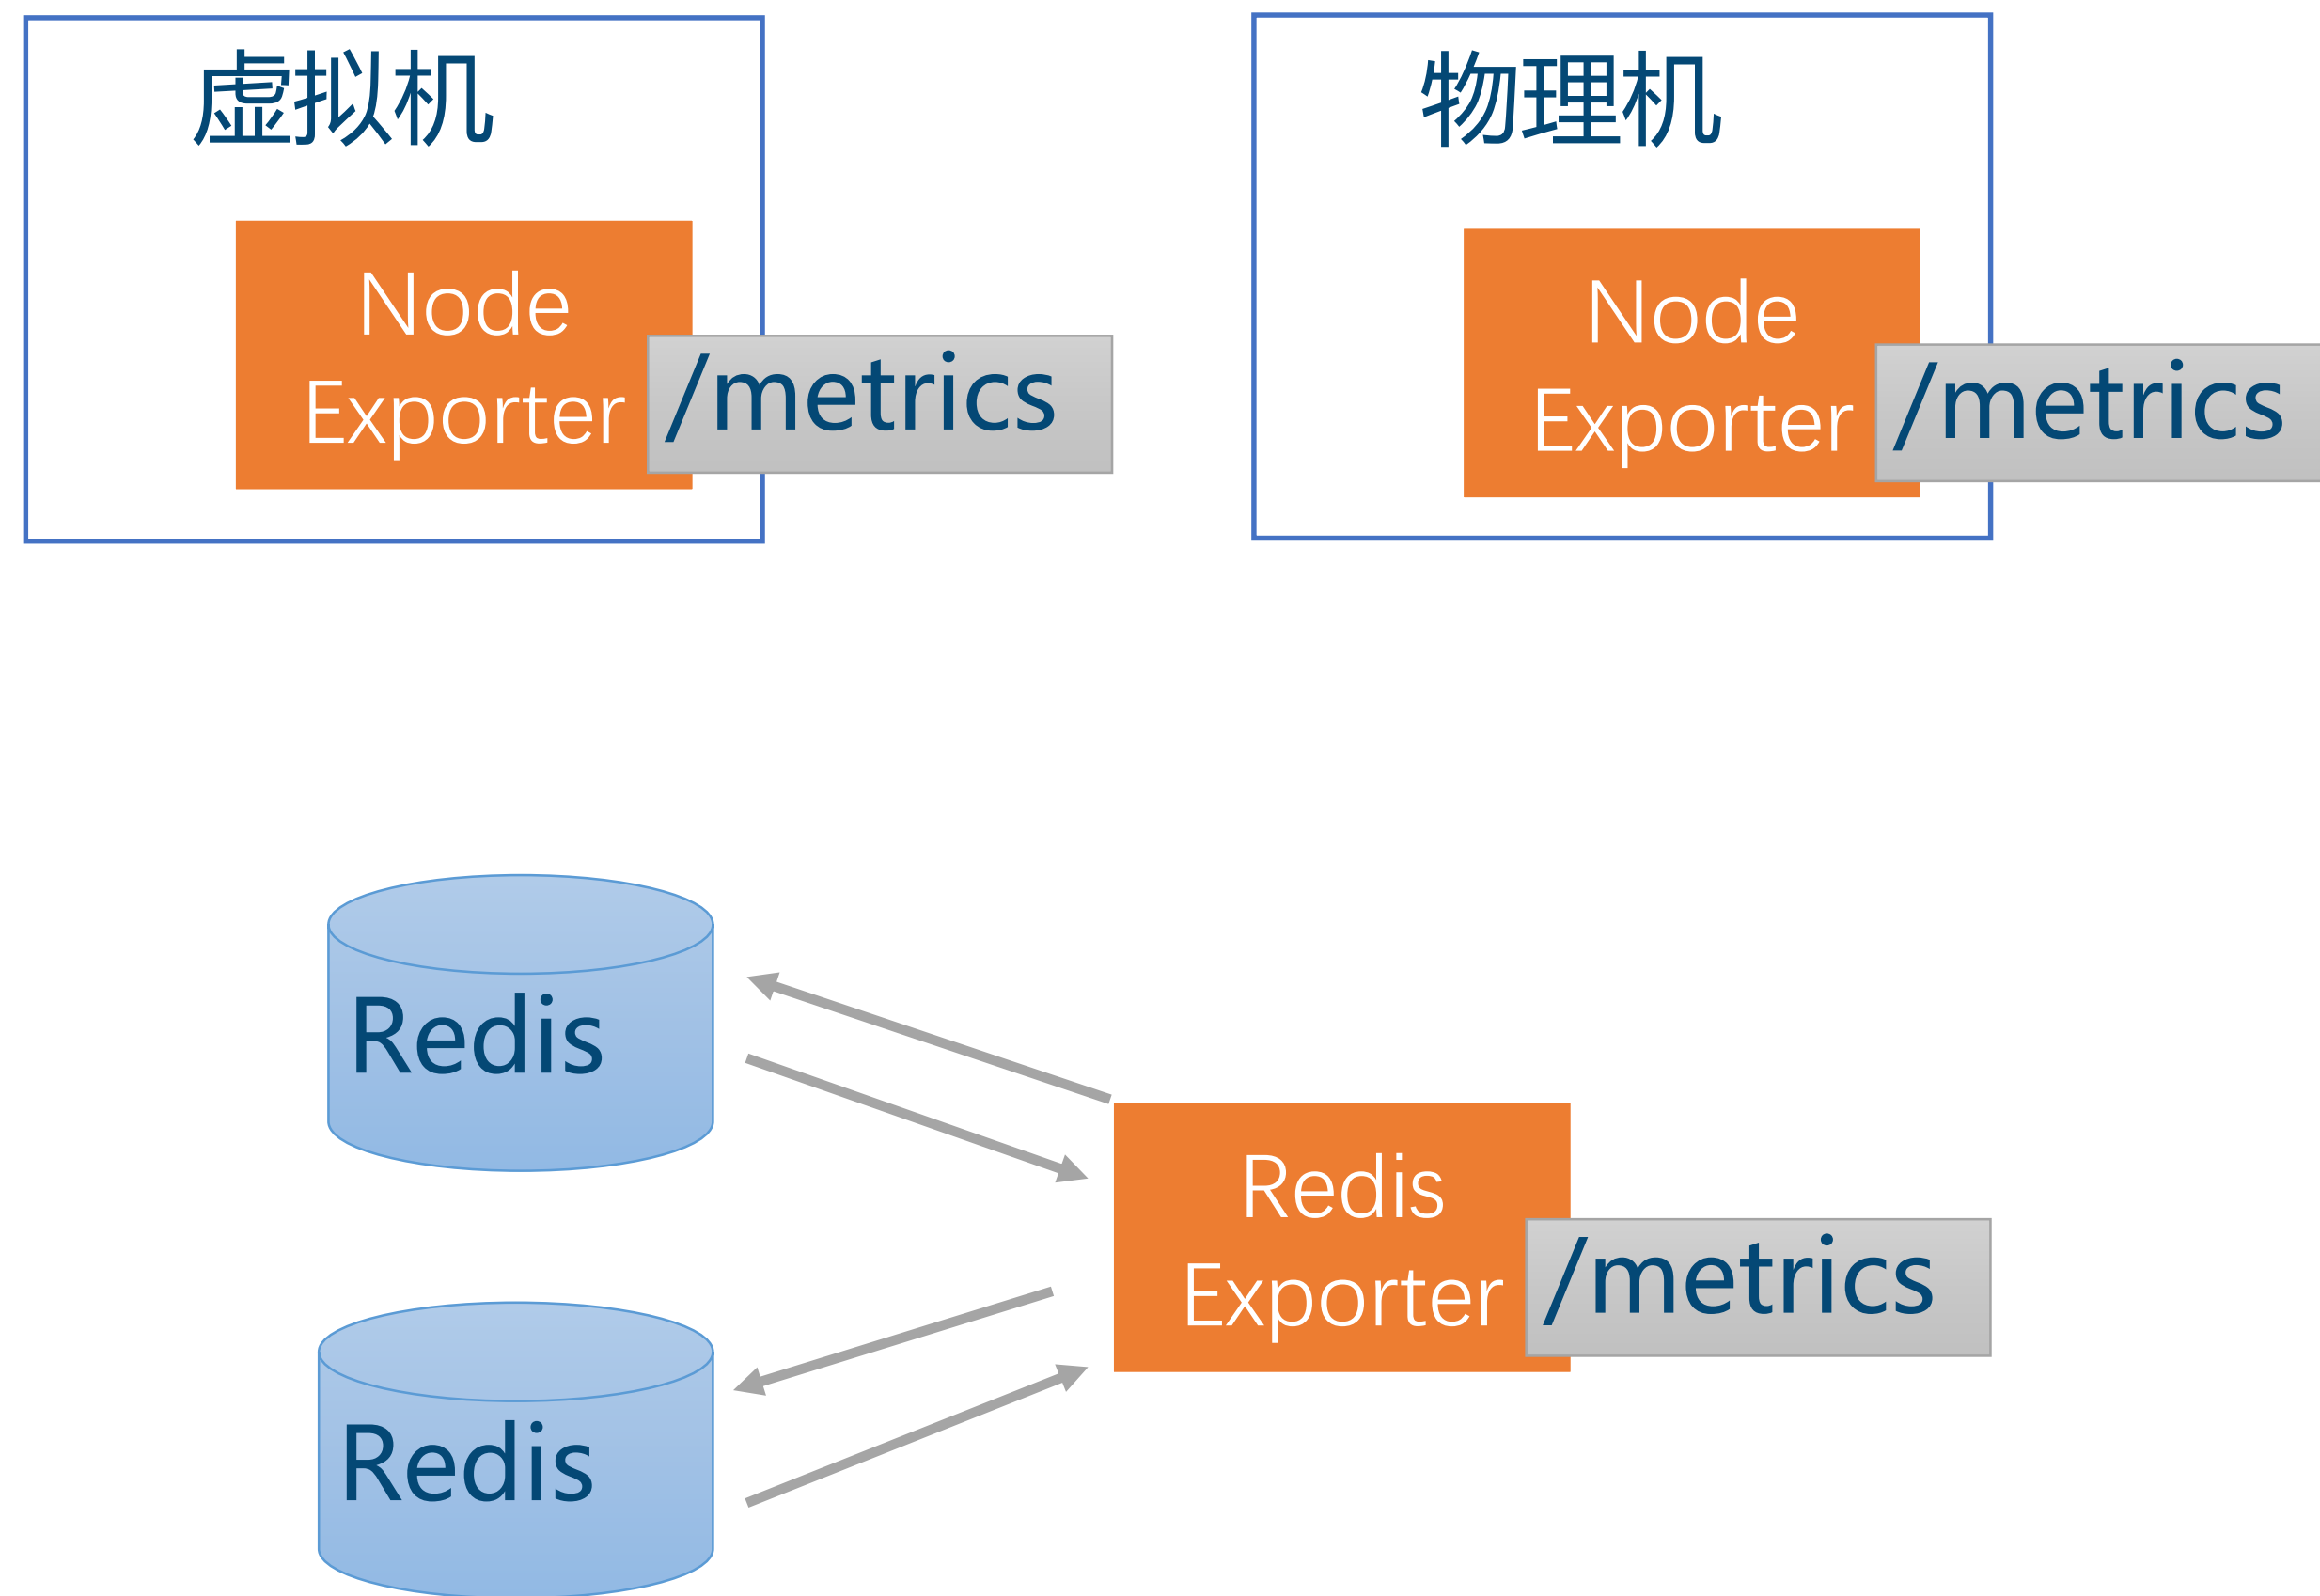 虚拟机
Node
Exporter
/metrics
物理机
Node
Exporter
/metrics
Redis
Redis
Exporter
/metrics
Redis